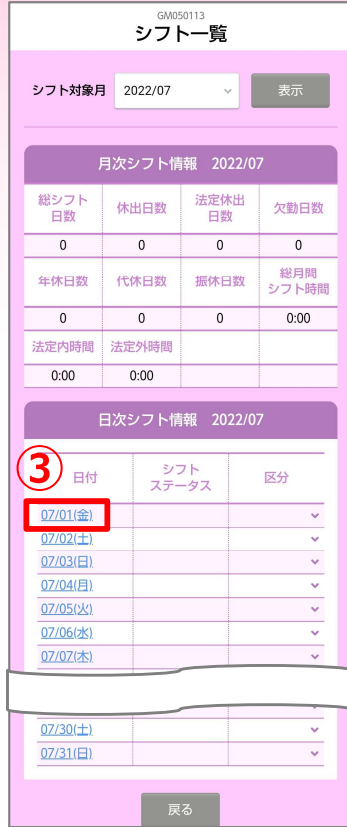 GM050113
シフト一覧
シフト対象月 2022/07 表示
月次シフト情報 2022/07
総シフト日数 休出日数 法定休出日数 欠勤日数
0 0 0 0
年休日数 代休日数 振休日数 総月間シフト時間
0 0 0 0:00
法定内時間 法定外時間
0:00 0:00
日次シフト情報 2022/07
③
日付 シフトステータス 区分
07/01(金)
07/02(土)
07/03(日)
07/04(月)
07/05(火)
07/06(水)
07/07(木)
07/30(土)
07/31(日)
戻る